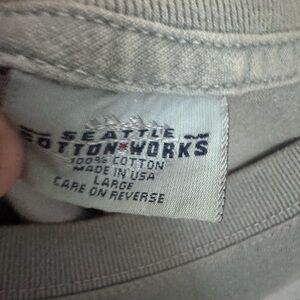 SEATTLE
COTTON WORKS
100% COTTON
MADE IN USA
LARGE
CARE ON REVERSE